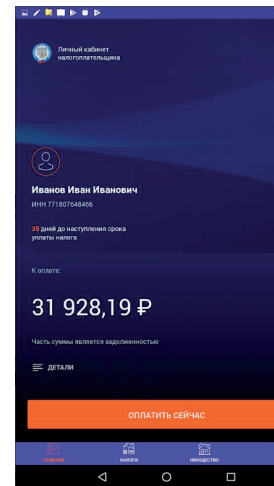 Личный кабинет
налогоплательщика
Иванов Иван Иванович
ИНН 771807648466
35 дней до наступления срока
уплаты налога
К оплате:
31 928,19 ₽
Часть суммы является задолженностью
ДЕТАЛИ
ОПЛАТИТЬ СЕЙЧАС
ГЛАВНАЯ НАЛОГИ ИМУЩЕСТВО